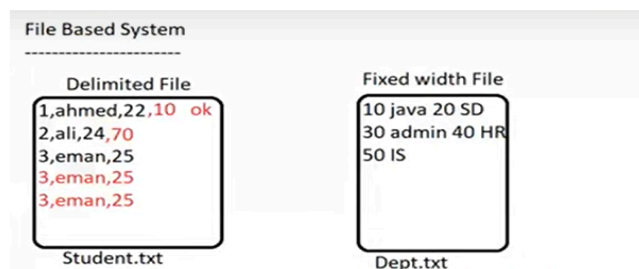 File Based System
-----------------------
Delimited File
1,ahmed,22,10 ok
2,ali,24,70
3,eman,25
3,eman,25
3,eman,25
Student.txt
Fixed width File
10 java 20 SD
30 admin 40 HR
50 IS
Dept.txt